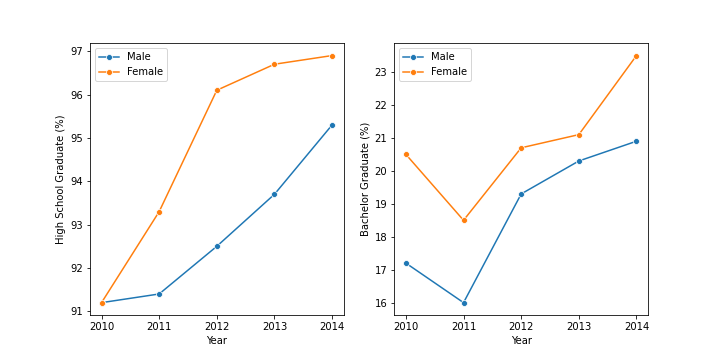 Male
Female
97
96
95
94
93
92
91
High School Graduate (%)
2010 2011 2012 2013 2014
Year
Male
Female
23
22
21
20
19
18
17
16
Bachelor Graduate (%)
2010 2011 2012 2013 2014
Year